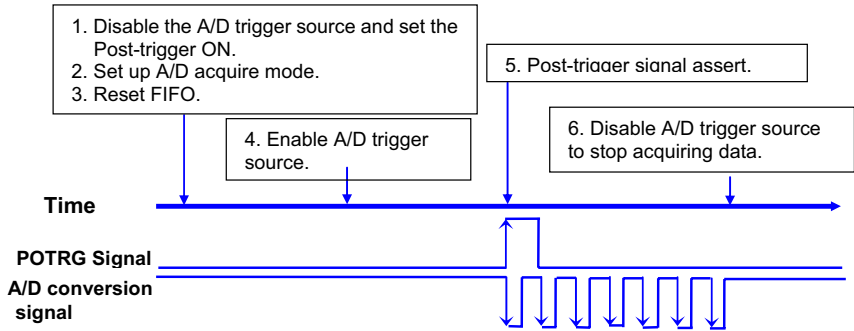 1. Disable the A/D trigger source and set the
Post-trigger ON.
2. Set up A/D acquire mode.
3. Reset FIFO.
5. Post-trigger signal assert.
4. Enable A/D trigger
source.
6. Disable A/D trigger source
to stop acquiring data.
Time
POTRG Signal
A/D conversion
signal